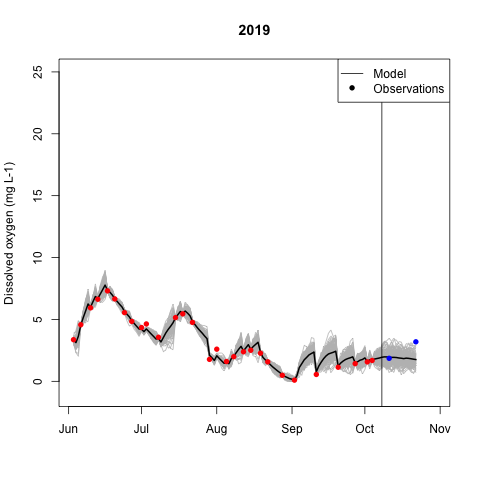 2019
Model
Observations
Dissolved oxygen (mg L-1)
25
20
15
10
5
0
Jun Jul Aug Sep Oct Nov